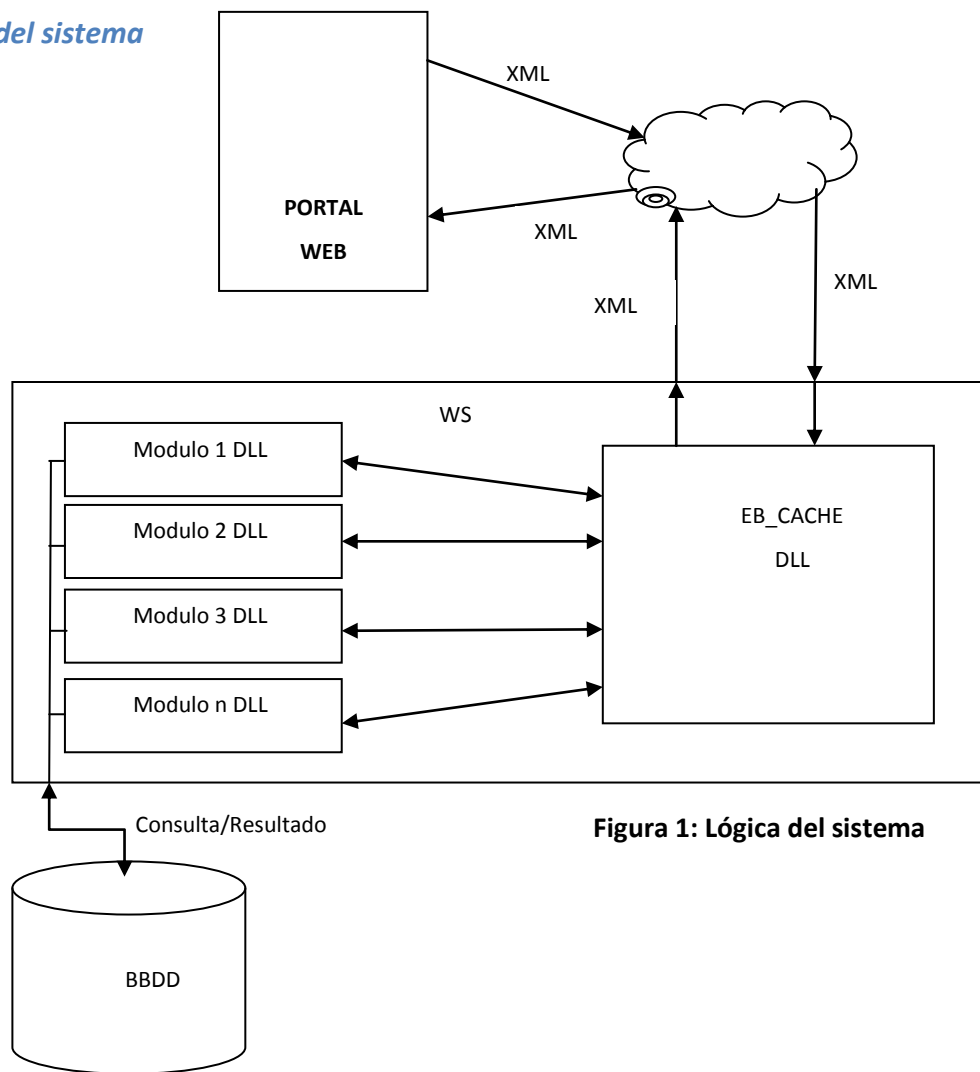 del sistema
XML
PORTAL
WEB
XML
XML
XML
WS
Modulo 1 DLL
Modulo 2 DLL
Modulo 3 DLL
Modulo n DLL
EB_CACHE
DLL
Consulta/Resultado
Figura 1: Lógica del sistema
BBDD